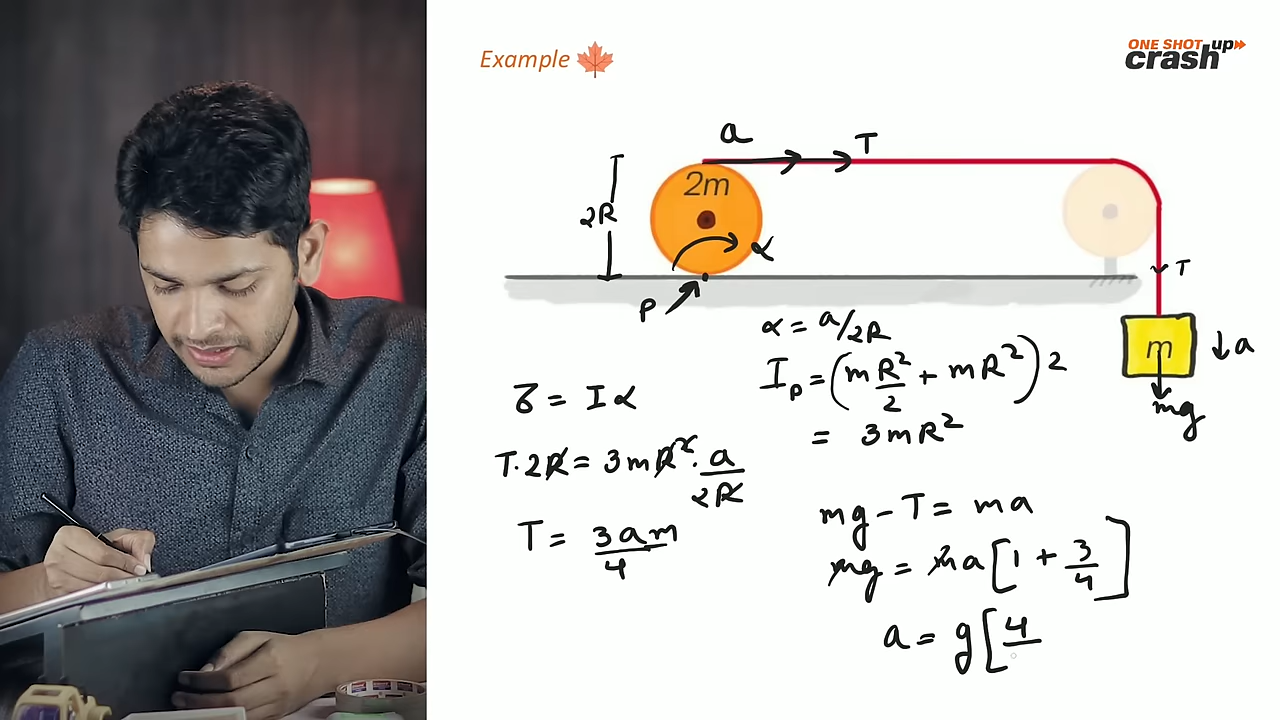 Example
ONE SHOT
crash up
a
T
2m
2R
α
P
T
m
↓a
mg
α = a/2R
I_P = (mR²/2 + mR²)2
= 3mR²
τ = Iα
T·2R = 3mR²·a/2R
T = 3am/4
mg - T = ma
mg = ma[1 + 3/4]
a = g[4